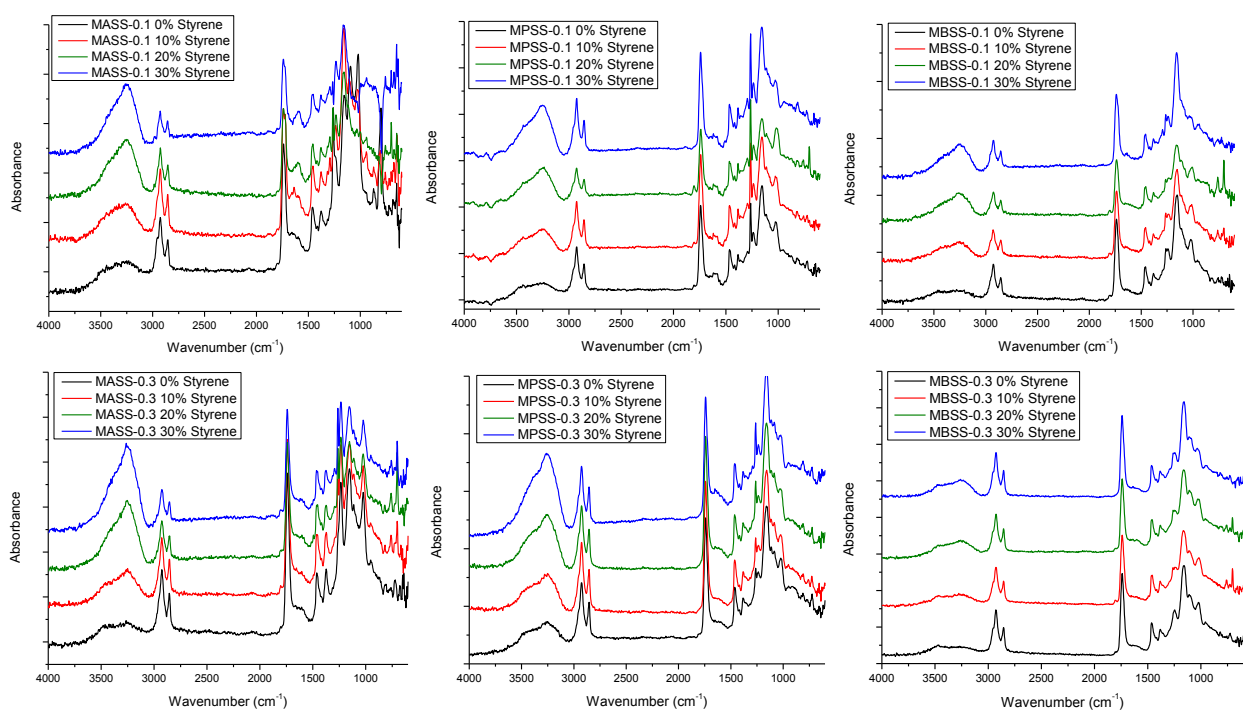 MASS-0.1 0% Styrene
MASS-0.1 10% Styrene
MASS-0.1 20% Styrene
MASS-0.1 30% Styrene
Absorbance
4000 3500 3000 2500 2000 1500 1000
Wavenumber (cm⁻¹)
MPSS-0.1 0% Styrene
MPSS-0.1 10% Styrene
MPSS-0.1 20% Styrene
MPSS-0.1 30% Styrene
Absorbance
4000 3500 3000 2500 2000 1500 1000
Wavenumber (cm⁻¹)
MBSS-0.1 0% Styrene
MBSS-0.1 10% Styrene
MBSS-0.1 20% Styrene
MBSS-0.1 30% Styrene
Absorbance
4000 3500 3000 2500 2000 1500 1000
Wavenumber (cm⁻¹)
MASS-0.3 0% Styrene
MASS-0.3 10% Styrene
MASS-0.3 20% Styrene
MASS-0.3 30% Styrene
Absorbance
4000 3500 3000 2500 2000 1500 1000
Wavenumber (cm⁻¹)
MPSS-0.3 0% Styrene
MPSS-0.3 10% Styrene
MPSS-0.3 20% Styrene
MPSS-0.3 30% Styrene
Absorbance
4000 3500 3000 2500 2000 1500 1000
Wavenumber (cm⁻¹)
MBSS-0.3 0% Styrene
MBSS-0.3 10% Styrene
MBSS-0.3 20% Styrene
MBSS-0.3 30% Styrene
Absorbance
4000 3500 3000 2500 2000 1500 1000
Wavenumber (cm⁻¹)